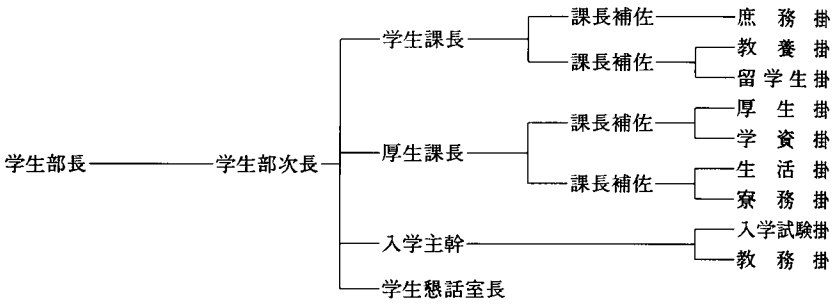 課長補佐 庶務掛
学生課長
課長補佐 教養掛
留学生掛
課長補佐 厚生掛
学資掛
学生部長 学生部次長 厚生課長
課長補佐 生活掛
寮務掛
入学主幹 入学試験掛
教務掛
学生懇話室長